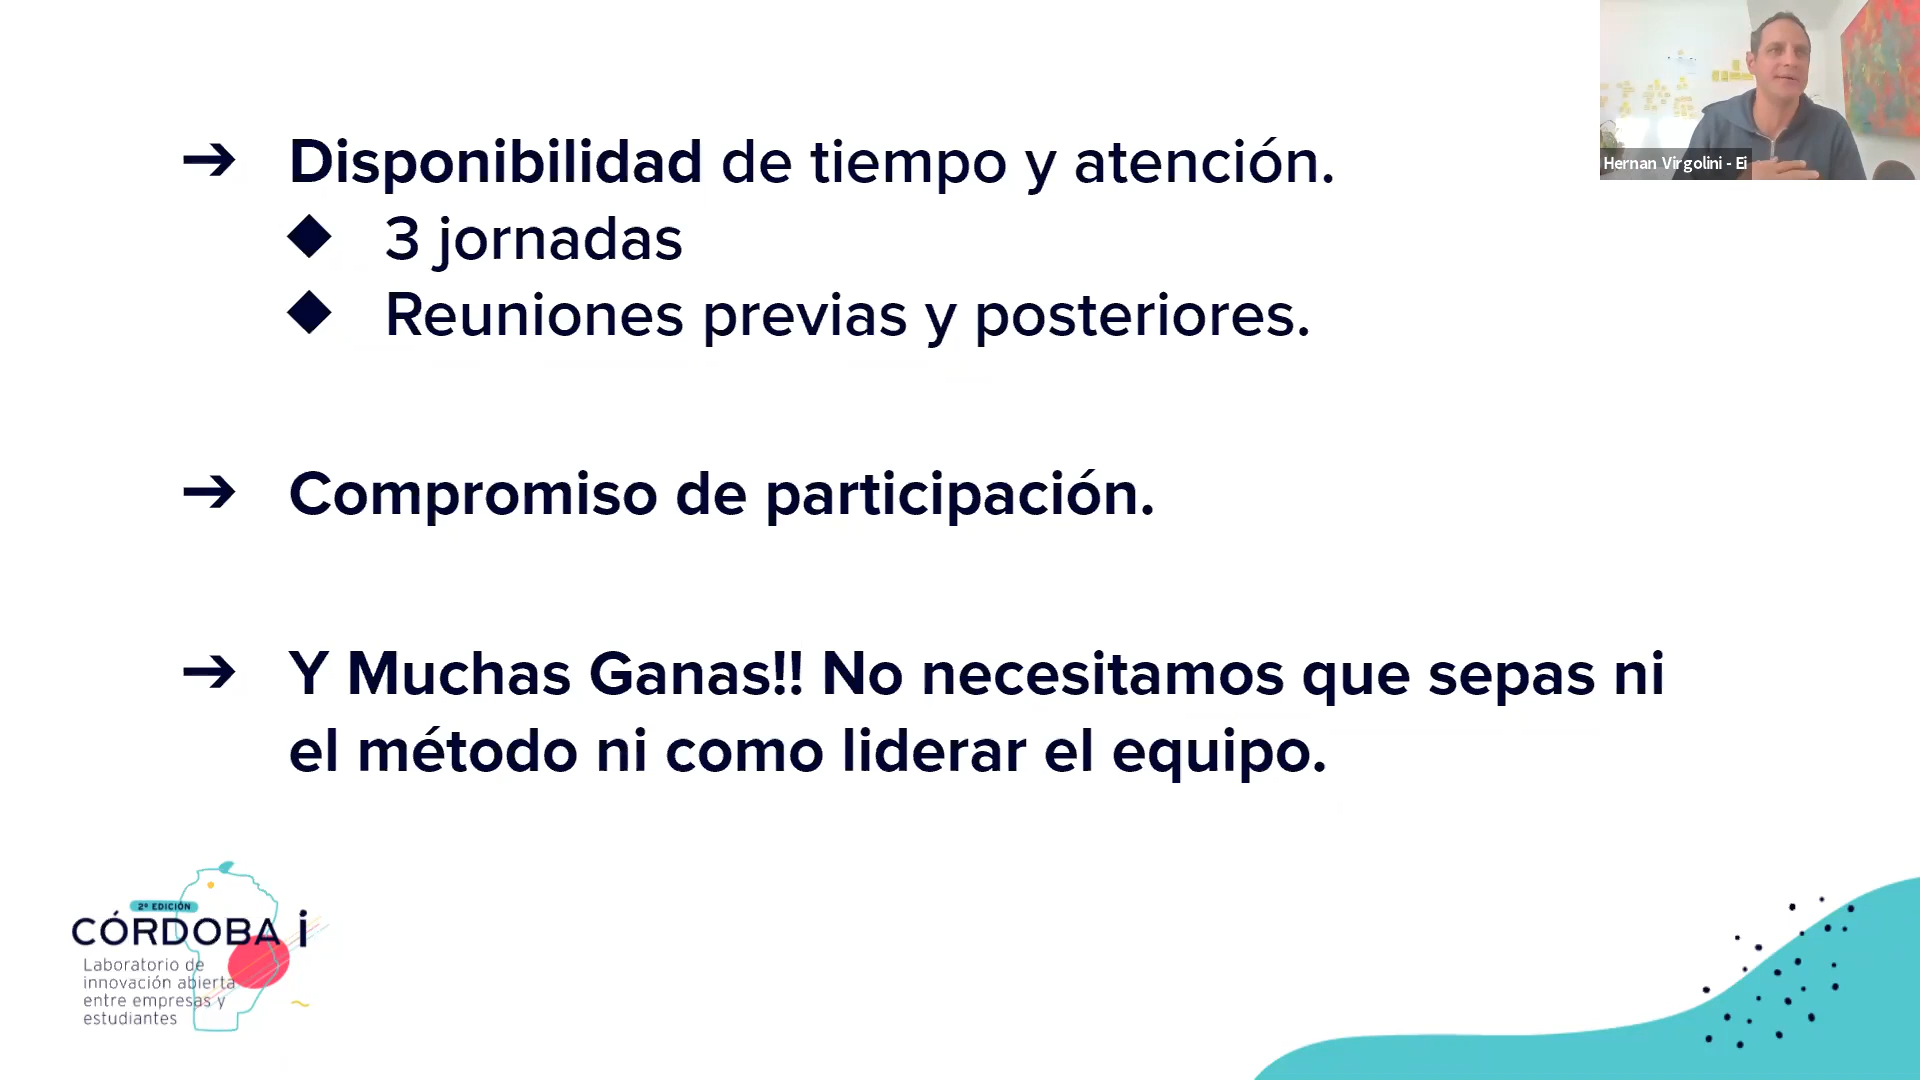 ➔ Disponibilidad de tiempo y atención.
◆ 3 jornadas
◆ Reuniones previas y posteriores.
➔ Compromiso de participación.
➔ Y Muchas Ganas!! No necesitamos que sepas ni
el método ni como liderar el equipo.
Hernan Virgolini - Ei
2º EDICIÓN
CÓRDOBA i
Laboratorio de
innovación abierta
entre empresas y
estudiantes